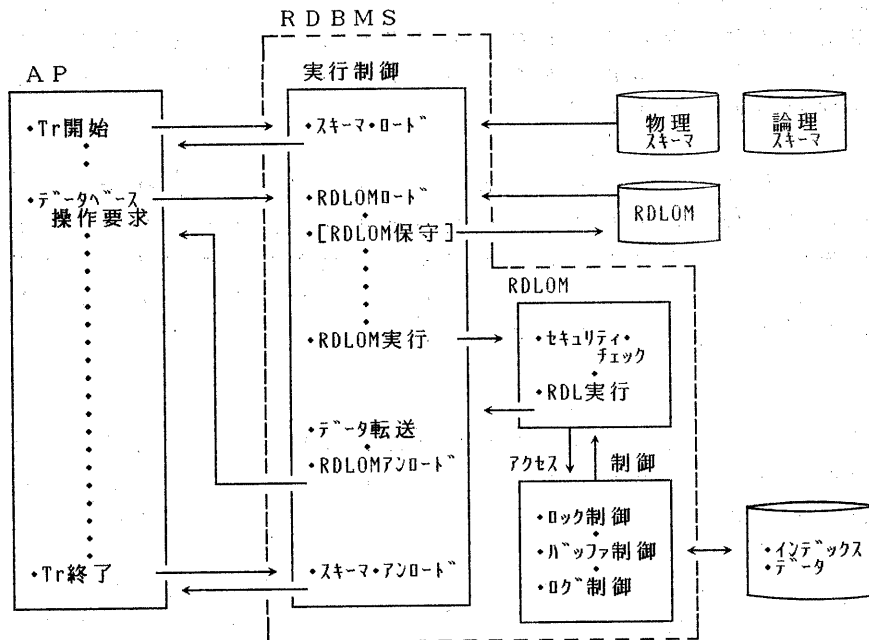 RDBMS
AP
・Tr開始
・データベース
操作要求
・Tr終了
実行制御
・スキーマ・ロード
・RDLOMロード
・[RDLOM保守]
・RDLOM実行
・データ転送
・RDLOMアンロード
・スキーマ・アンロード
物理
スキーマ
論理
スキーマ
RDLOM
RDLOM
・セキュリティ・
チェック
・RDL実行
アクセス
制御
・ロック制御
・バッファ制御
・ログ制御
・インデックス
・データ